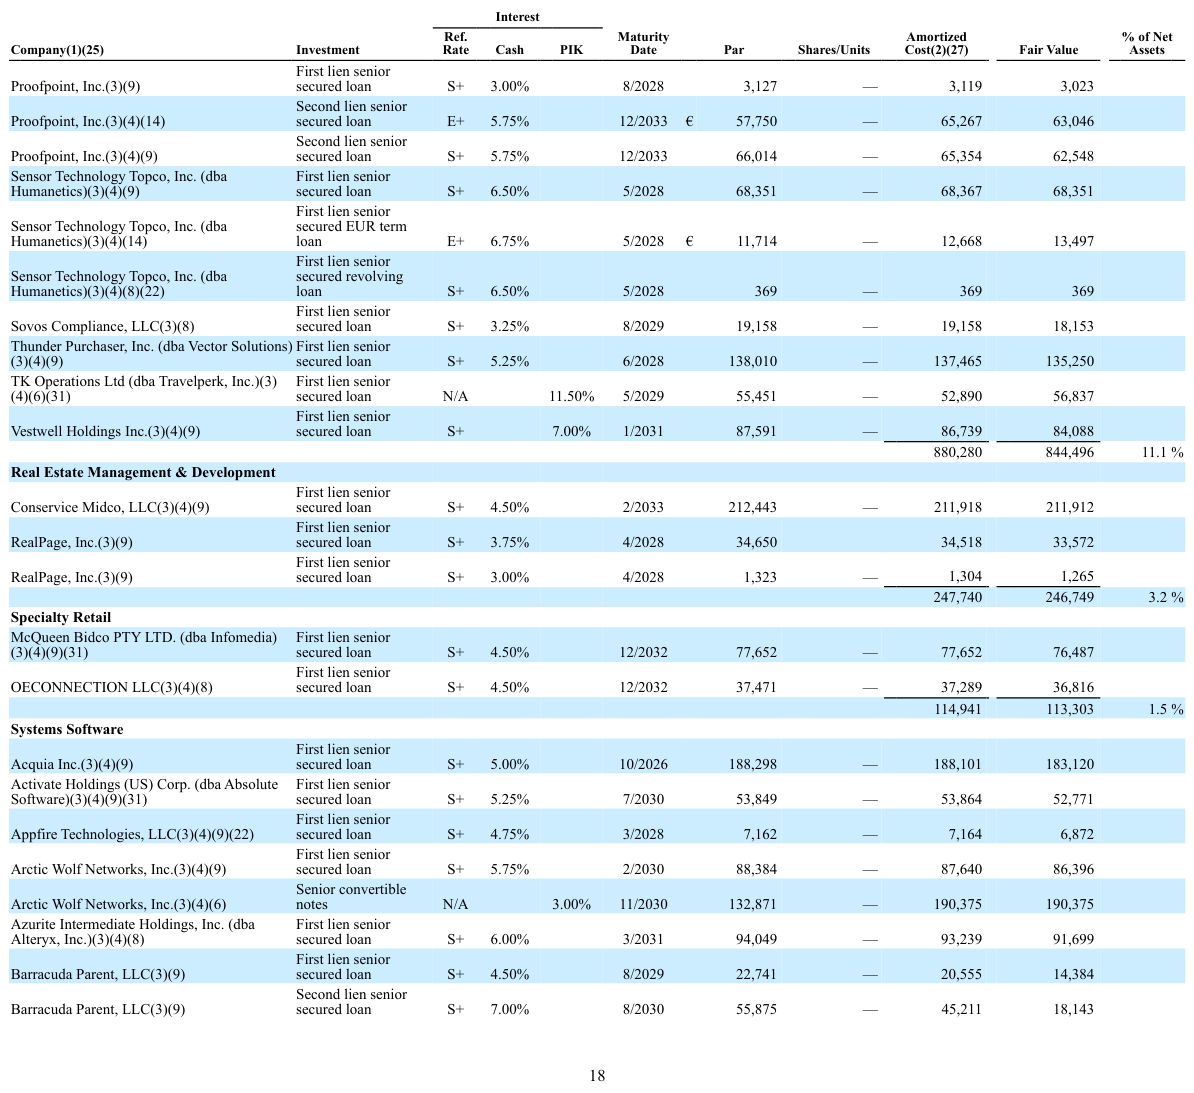 Interest
Company(1)(25) Investment Ref. Rate Cash PIK Maturity Date Par Shares/Units Amortized Cost(2)(27) Fair Value % of Net Assets
Proofpoint, Inc.(3)(9) First lien senior secured loan S+ 3.00% 8/2028 3,127 — 3,119 3,023
Proofpoint, Inc.(3)(4)(14) Second lien senior secured loan E+ 5.75% 12/2033 € 57,750 — 65,267 63,046
Proofpoint, Inc.(3)(4)(9) Second lien senior secured loan S+ 5.75% 12/2033 66,014 — 65,354 62,548
Sensor Technology Topco, Inc. (dba Humanetics)(3)(4)(9) First lien senior secured loan S+ 6.50% 5/2028 68,351 — 68,367 68,351
Sensor Technology Topco, Inc. (dba Humanetics)(3)(4)(14) First lien senior secured EUR term loan E+ 6.75% 5/2028 € 11,714 — 12,668 13,497
Sensor Technology Topco, Inc. (dba Humanetics)(3)(4)(8)(22) First lien senior secured revolving loan S+ 6.50% 5/2028 369 — 369 369
Sovos Compliance, LLC(3)(8) First lien senior secured loan S+ 3.25% 8/2029 19,158 — 19,158 18,153
Thunder Purchaser, Inc. (dba Vector Solutions)(3)(4)(9) First lien senior secured loan S+ 5.25% 6/2028 138,010 — 137,465 135,250
TK Operations Ltd (dba Travelperk, Inc.)(3)(4)(6)(31) First lien senior secured loan N/A 11.50% 5/2029 55,451 — 52,890 56,837
Vestwell Holdings Inc.(3)(4)(9) First lien senior secured loan S+ 7.00% 1/2031 87,591 — 86,739 84,088
880,280 844,496 11.1 %
Real Estate Management & Development
Conservice Midco, LLC(3)(4)(9) First lien senior secured loan S+ 4.50% 2/2033 212,443 — 211,918 211,912
RealPage, Inc.(3)(9) First lien senior secured loan S+ 3.75% 4/2028 34,650 — 34,518 33,572
RealPage, Inc.(3)(9) First lien senior secured loan S+ 3.00% 4/2028 1,323 — 1,304 1,265
247,740 246,749 3.2 %
Specialty Retail
McQueen Bidco PTY LTD. (dba Infomedia)(3)(4)(9)(31) First lien senior secured loan S+ 4.50% 12/2032 77,652 — 77,652 76,487
OECONNECTION LLC(3)(4)(8) First lien senior secured loan S+ 4.50% 12/2032 37,471 — 37,289 36,816
114,941 113,303 1.5 %
Systems Software
Acquia Inc.(3)(4)(9) First lien senior secured loan S+ 5.00% 10/2026 188,298 — 188,101 183,120
Activate Holdings (US) Corp. (dba Absolute Software)(3)(4)(9)(31) First lien senior secured loan S+ 5.25% 7/2030 53,849 — 53,864 52,771
Appfire Technologies, LLC(3)(4)(9)(22) First lien senior secured loan S+ 4.75% 3/2028 7,162 — 7,164 6,872
Arctic Wolf Networks, Inc.(3)(4)(9) First lien senior secured loan S+ 5.75% 2/2030 88,384 — 87,640 86,396
Arctic Wolf Networks, Inc.(3)(4)(6) Senior convertible notes N/A 3.00% 11/2030 132,871 — 190,375 190,375
Azurite Intermediate Holdings, Inc. (dba Alteryx, Inc.)(3)(4)(8) First lien senior secured loan S+ 6.00% 3/2031 94,049 — 93,239 91,699
Barracuda Parent, LLC(3)(9) First lien senior secured loan S+ 4.50% 8/2029 22,741 — 20,555 14,384
Barracuda Parent, LLC(3)(9) Second lien senior secured loan S+ 7.00% 8/2030 55,875 — 45,211 18,143
18